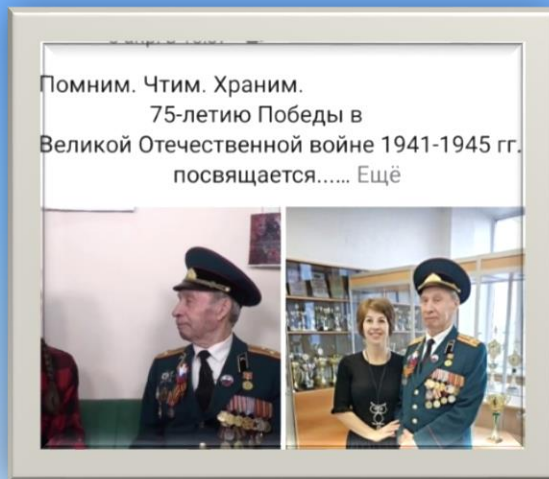 Помним. Чтим. Храним.
75-летию Победы в
Великой Отечественной войне 1941-1945 гг.
посвящается...... Ещё